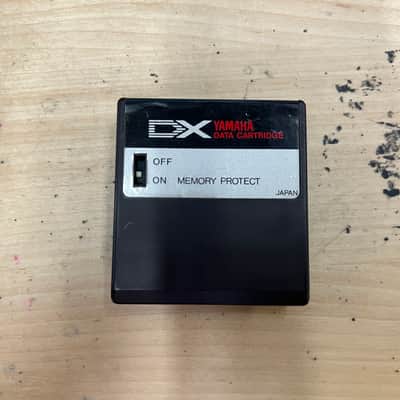 DX YAMAHA
DATA CARTRIDGE
OFF
ON MEMORY PROTECT
JAPAN